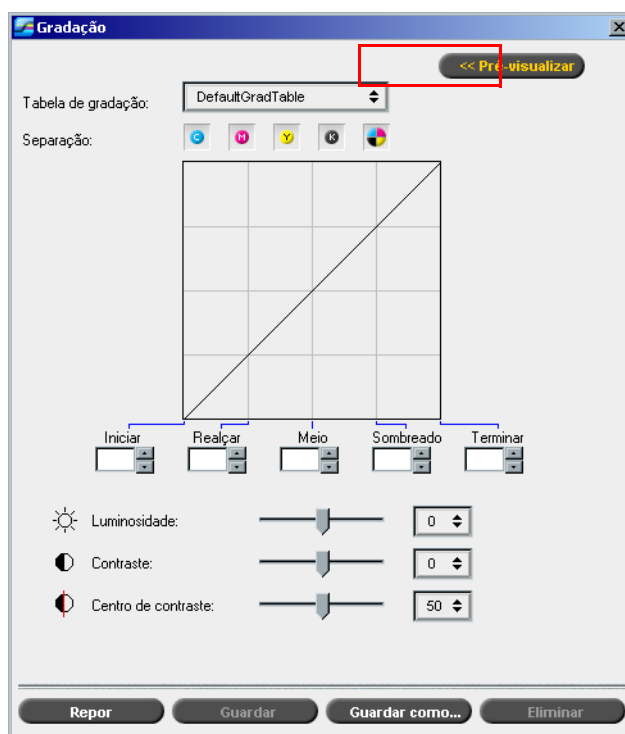 Gradação
<< Pré-visualizar
Tabela de gradação: DefaultGradTable
Separação: C M Y K
Iniciar Realçar Meio Sombreado Terminar
Luminosidade: 0
Contraste: 0
Centro de contraste: 50
Repor Guardar Guardar como... Eliminar